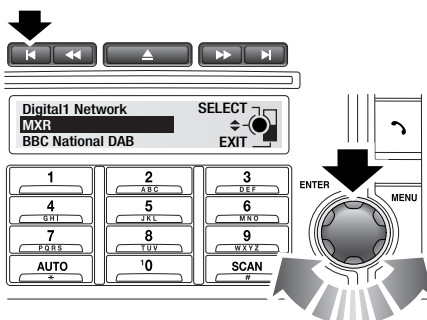 Digital1 Network
MXR
BBC National DAB
SELECT
EXIT
1
2
ABC
3
DEF
4
GHI
5
JKL
6
MNO
7
PQRS
8
TUV
9
WXYZ
AUTO
*
¹0
SCAN
#
ENTER
MENU